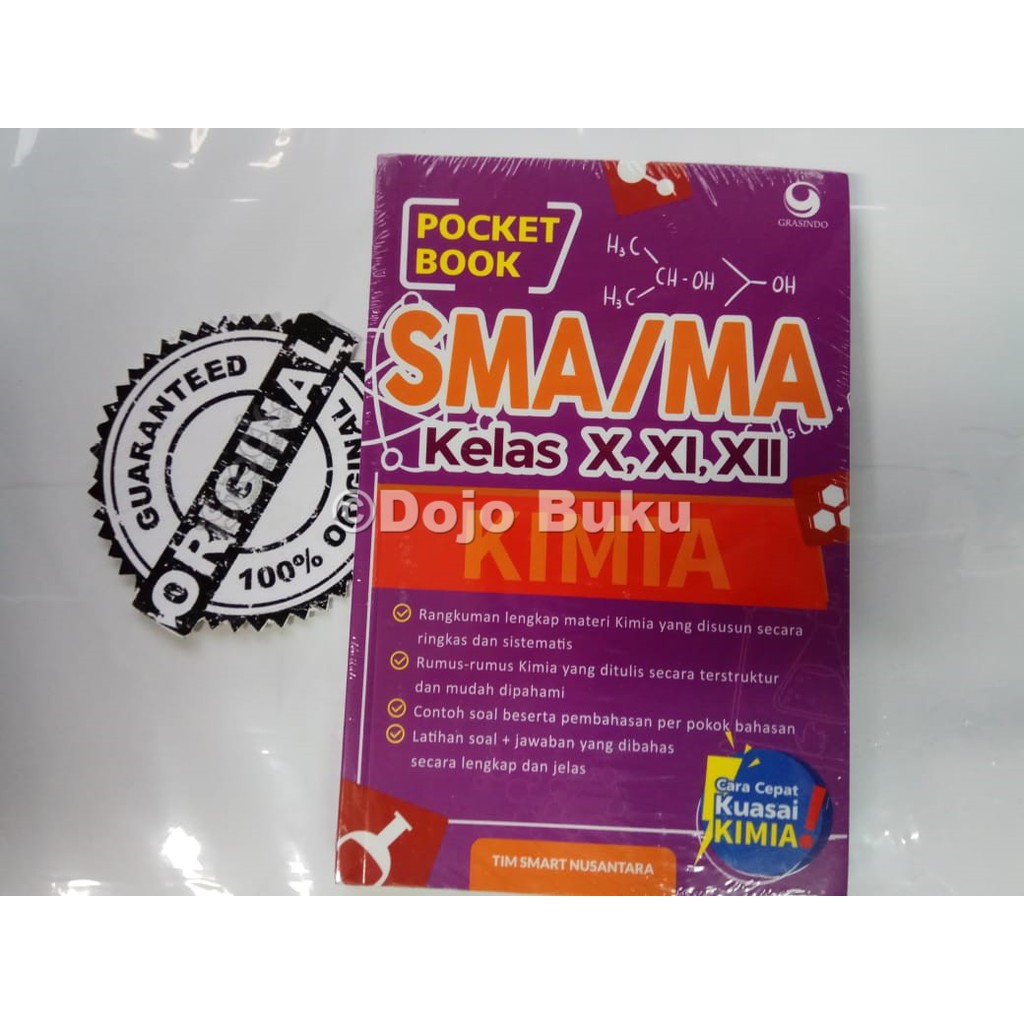 GUARANTEED
ORIGINAL
100% ORIGINAL
POCKET
BOOK
GRASINDO
H₃C
CH-OH
OH
H₃C
SMA/MA
Kelas X, XI, XII
©Dojo Buku
KIMIA
Rangkuman lengkap materi Kimia yang disusun secara
ringkas dan sistematis
Rumus-rumus Kimia yang ditulis secara terstruktur
dan mudah dipahami
Contoh soal beserta pembahasan per pokok bahasan
Latihan soal + jawaban yang dibahas
secara lengkap dan jelas
Cara Cepat
Kuasai
KIMIA!
TIM SMART NUSANTARA